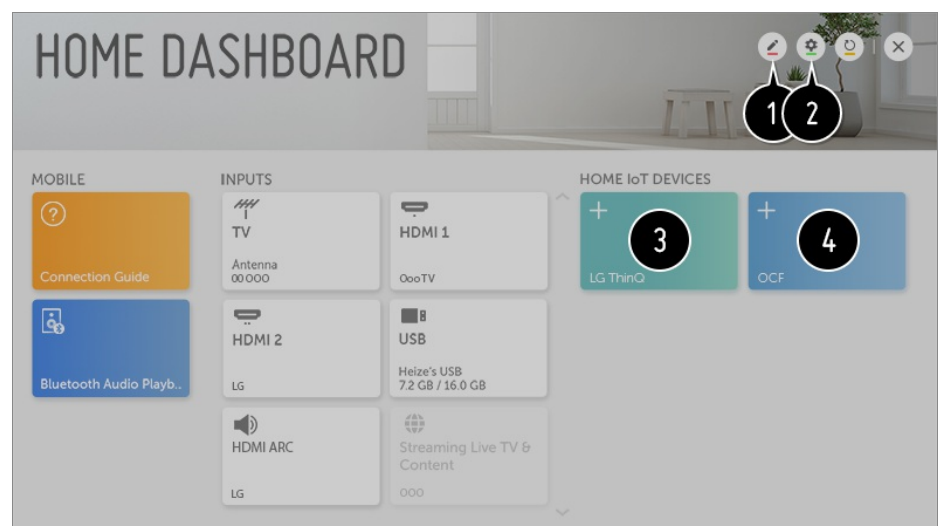 HOME DASHBOARD
1
2
MOBILE
Connection Guide
Bluetooth Audio Playb..
INPUTS
TV
Antenna
00 000
HDMI 1
OooTV
HDMI 2
LG
USB
Heize's USB
7.2 GB / 16.0 GB
HDMI ARC
LG
Streaming Live TV &
Content
OOO
HOME IoT DEVICES
3
LG ThinQ
4
OCF